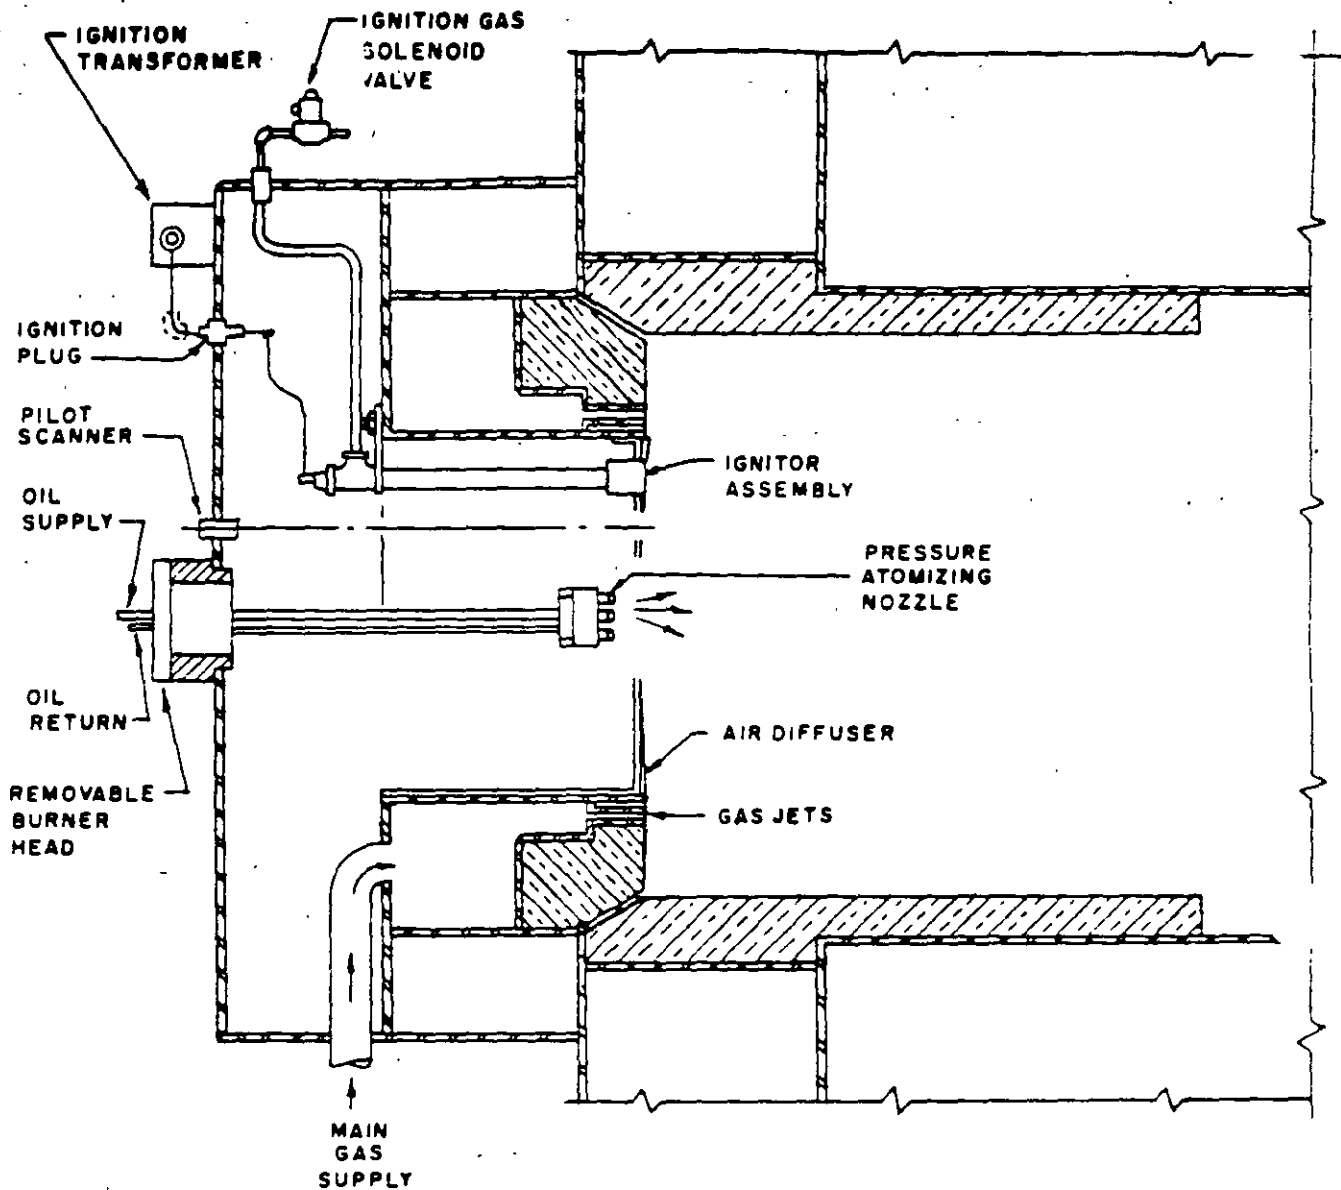 IGNITION
TRANSFORMER
IGNITION GAS
SOLENOID
VALVE
IGNITION
PLUG
PILOT
SCANNER
OIL
SUPPLY
IGNITOR
ASSEMBLY
PRESSURE
ATOMIZING
NOZZLE
OIL
RETURN
AIR DIFFUSER
REMOVABLE
BURNER
HEAD
GAS JETS
MAIN
GAS
SUPPLY